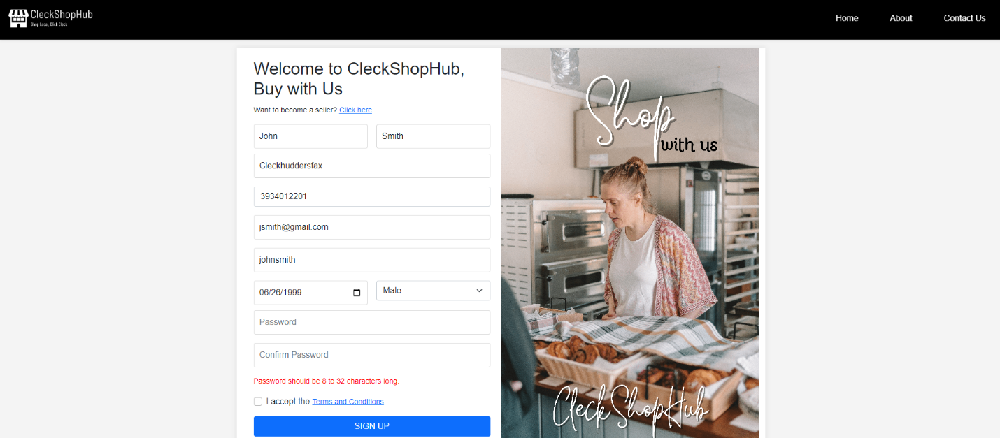 CleckShopHub
Shop Local, Click Cleck
Home About Contact Us
Welcome to CleckShopHub,
Buy with Us
Want to become a seller? Click here
John Smith
Cleckhuddersfax
3934012201
jsmith@gmail.com
johnsmith
06/26/1999 Male
Password
Confirm Password
Password should be 8 to 32 characters long.
I accept the Terms and Conditions.
SIGN UP
Shop
with us
CleckShopHub